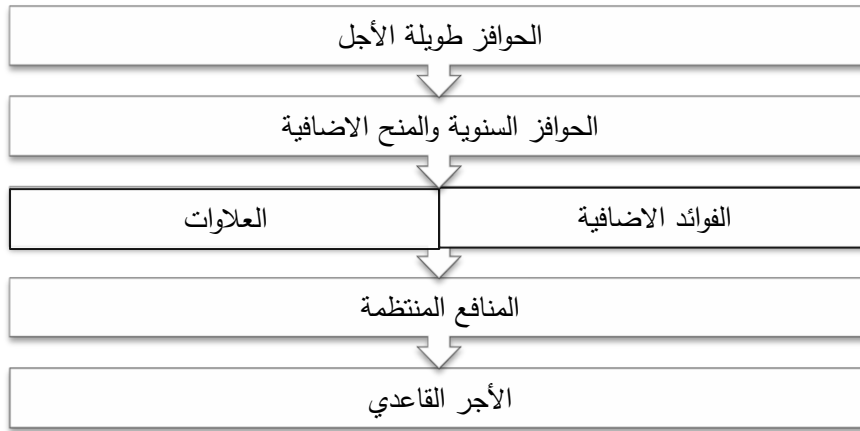 الحوافز طويلة الأجل
الحوافز السنوية والمنح الاضافية
الفوائد الاضافية
العلاوات
المنافع المنتظمة
الأجر القاعدي